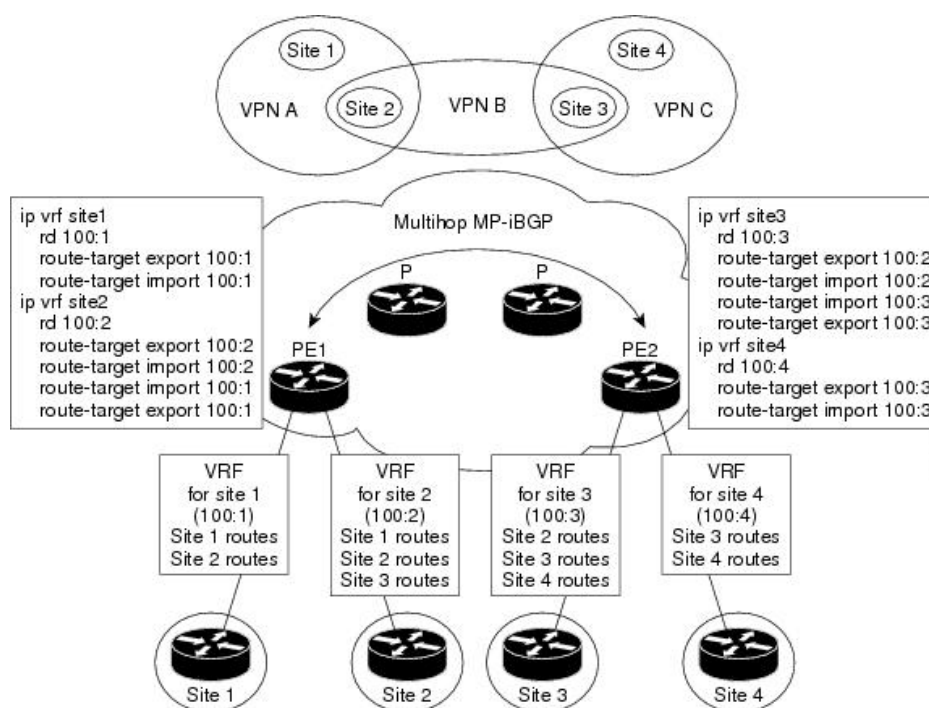 Site 1
Site 4
VPN A
Site 2
VPN B
Site 3
VPN C
ip vrf site1
rd 100:1
route-target export 100:1
route-target import 100:1
ip vrf site2
rd 100:2
route-target export 100:2
route-target import 100:2
route-target import 100:1
route-target export 100:1
Multihop MP-iBGP
P
P
PE1
PE2
ip vrf site3
rd 100:3
route-target export 100:2
route-target import 100:2
route-target import 100:3
route-target export 100:3
ip vrf site4
rd 100:4
route-target export 100:3
route-target import 100:3
VRF
for site 1
(100:1)
Site 1 routes
Site 2 routes
VRF
for site 2
(100:2)
Site 1 routes
Site 2 routes
Site 3 routes
VRF
for site 3
(100:3)
Site 2 routes
Site 3 routes
Site 4 routes
VRF
for site 4
(100:4)
Site 3 routes
Site 4 routes
Site 1
Site 2
Site 3
Site 4